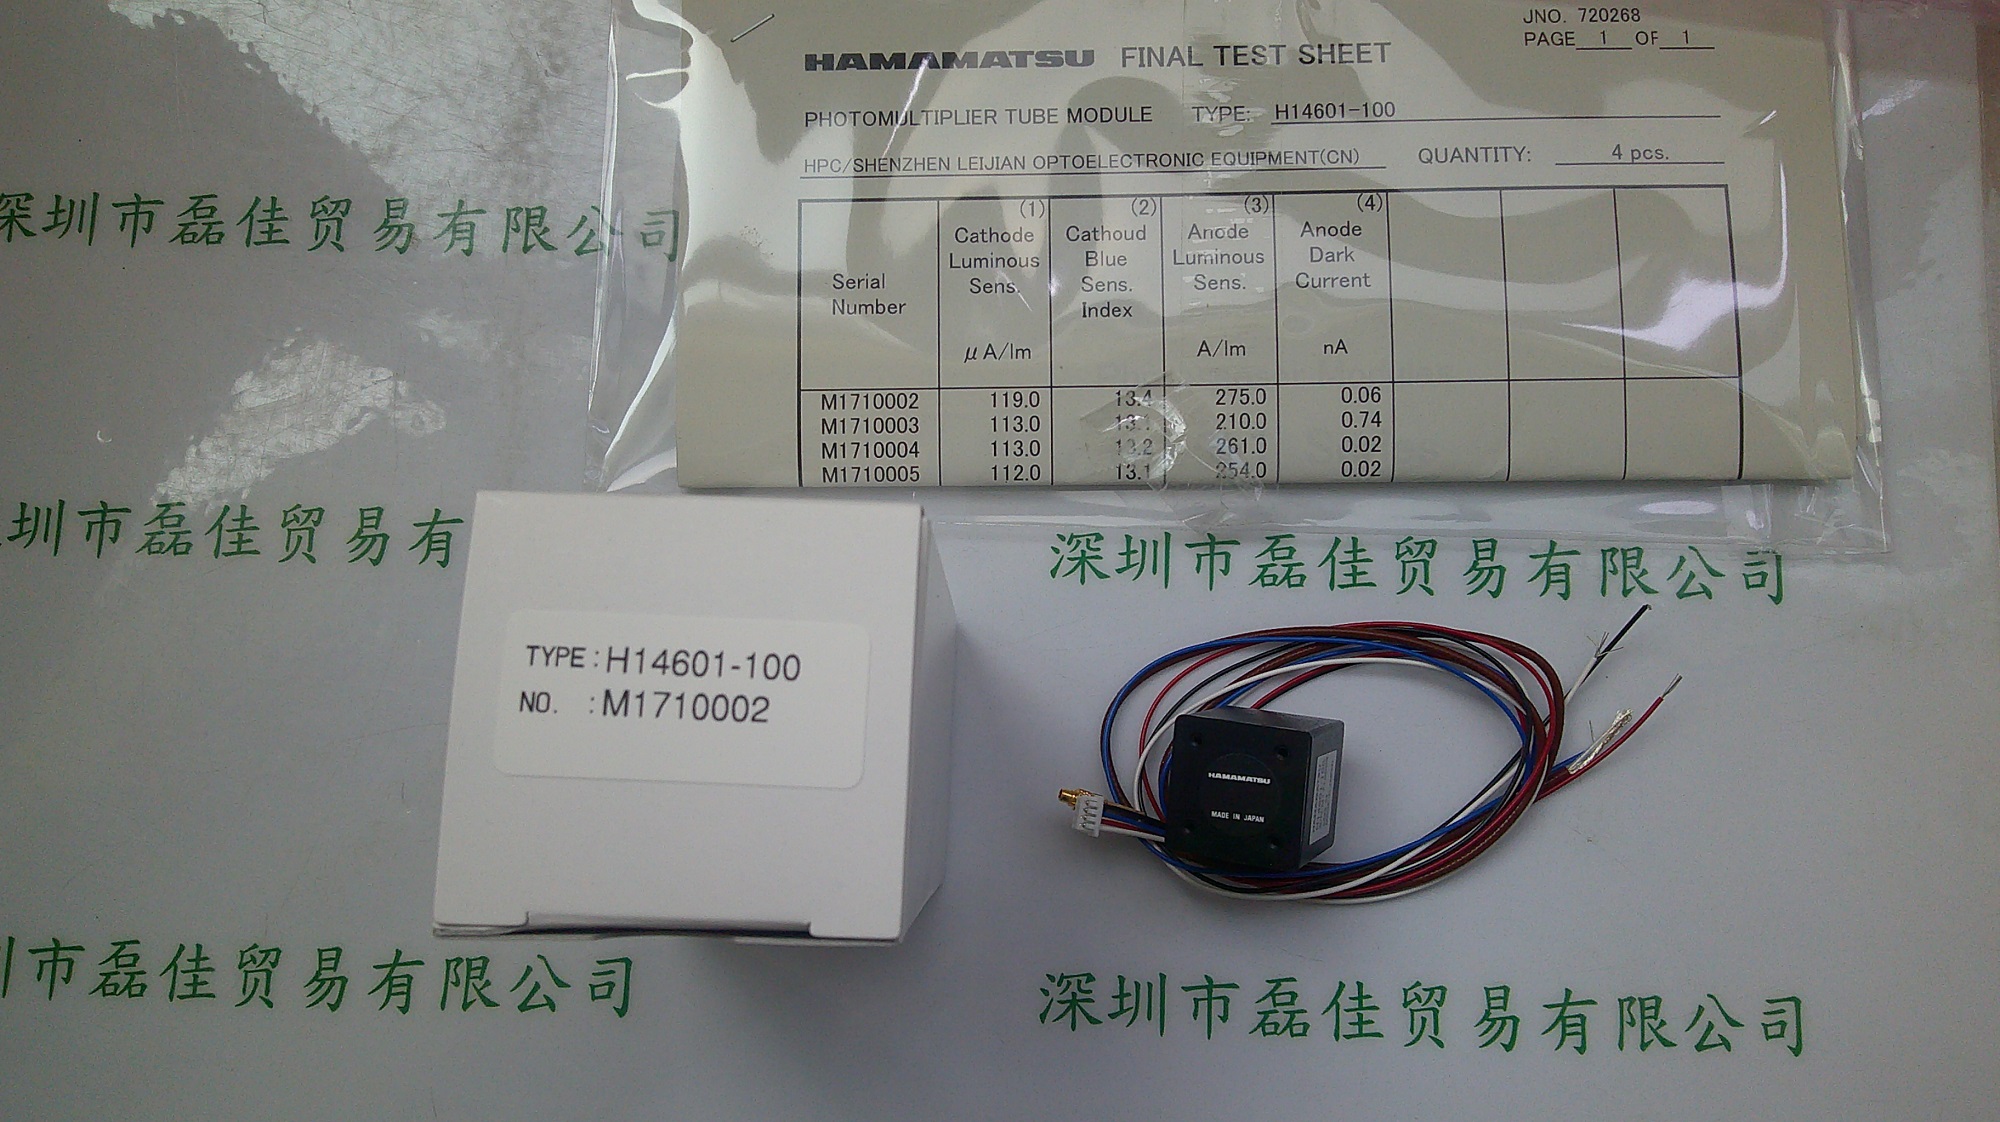 JNO. 720268
PAGE 1 OF 1
HAMAMATSU FINAL TEST SHEET
PHOTOMULTIPLIER TUBE MODULE TYPE: H14601-100
HPC/SHENZHEN LEIJIAN OPTOELECTRONIC EQUIPMENT(CN) QUANTITY: 4 pcs.
Serial Number
(1) Cathode Luminous Sens. μA/lm
(2) Cathoud Blue Sens. Index
(3) Anode Luminous Sens. A/lm
(4) Anode Dark Current nA
M1710002 119.0 13.4 275.0 0.06
M1710003 113.0 210.0 0.74
M1710004 113.0 13.2 261.0 0.02
M1710005 112.0 13.1 254.0 0.02
深圳市磊佳贸易有限公司
圳市磊佳贸易有
深圳市磊佳贸易有限公司
TYPE:H14601-100
NO. :M1710002
HAMAMATSU
MADE IN JAPAN
市磊佳贸易有限公司
深圳市磊佳贸易有限公司